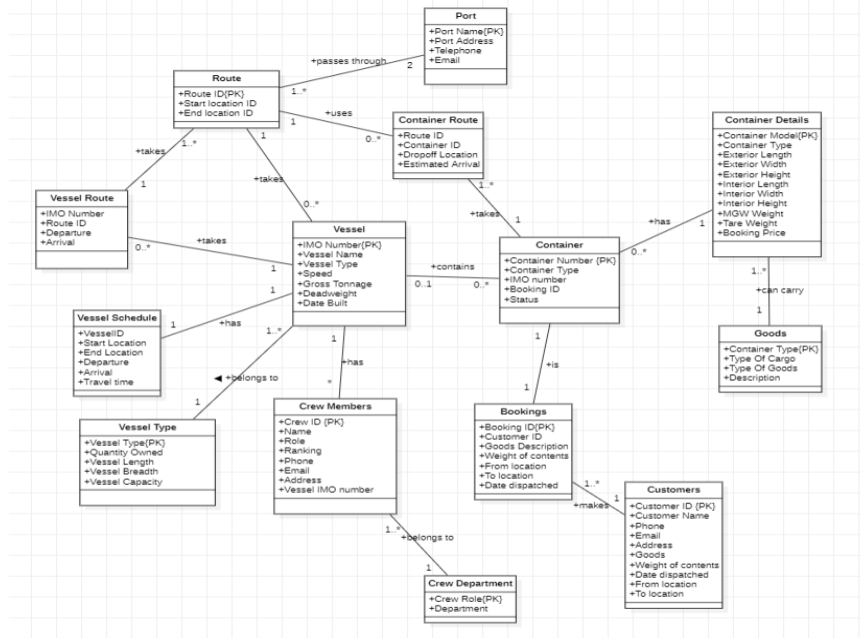 Port
+Port Name{PK}
+Port Address
+Telephone
+Email
+passes through
2
1..*
Route
+Route ID{PK}
+Start location ID
+End location ID
1
+uses
0..*
Container Route
+Route ID
+Container ID
+Dropoff Location
+Estimated Arrival
Container Details
+Container Model{PK}
+Container Type
+Exterior Length
+Exterior Width
+Exterior Height
+Interior Length
+Interior Width
+Interior Height
+MGW Weight
+Tare Weight
+Booking Price
1..*
+takes
1
1
+takes
0..*
1..*
+takes
1
Vessel Route
+IMO Number
+Route ID
+Departure
+Arrival
0..*
+takes
1
Vessel
+IMO Number{PK}
+Vessel Name
+Vessel Type
+Speed
+Gross Tonnage
+Deadweight
+Date Built
+contains
0..1
0..*
Container
+Container Number {PK}
+Container Type
+IMO number
+Booking ID
+Status
+has
1
0..*
1..*
+can carry
1
Goods
+Container Type{PK}
+Type Of Cargo
+Type Of Goods
+Description
Vessel Schedule
+VesselID
+Start Location
+End Location
+Departure
+Arrival
+Travel time
1
+has
1
1..*
◄ +belongs to
1
Vessel Type
+Vessel Type{PK}
+Quantity Owned
+Vessel Length
+Vessel Breadth
+Vessel Capacity
1
+has
*
Crew Members
+Crew ID {PK}
+Name
+Role
+Ranking
+Phone
+Email
+Address
+Vessel IMO number
1
+is
1
Bookings
+Booking ID{PK}
+Customer ID
+Goods Description
+Weight of contents
+From location
+To location
+Date dispatched
1..*
+makes
1
Customers
+Customer ID {PK}
+Customer Name
+Phone
+Email
+Address
+Goods
+Weight of contents
+Date dispatched
+From location
+To location
1..*
+belongs to
1
Crew Department
+Crew Role{PK}
+Department